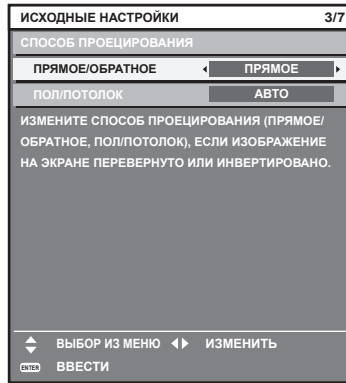 ИСХОДНЫЕ НАСТРОЙКИ 3/7
СПОСОБ ПРОЕЦИРОВАНИЯ
ПРЯМОЕ/ОБРАТНОЕ ПРЯМОЕ
ПОЛ/ПОТОЛОК АВТО
ИЗМЕНИТЕ СПОСОБ ПРОЕЦИРОВАНИЯ (ПРЯМОЕ/
ОБРАТНОЕ, ПОЛ/ПОТОЛОК), ЕСЛИ ИЗОБРАЖЕНИЕ
НА ЭКРАНЕ ПЕРЕВЕРНУТО ИЛИ ИНВЕРТИРОВАНО.
ВЫБОР ИЗ МЕНЮ ИЗМЕНИТЬ
ENTER ВВЕСТИ